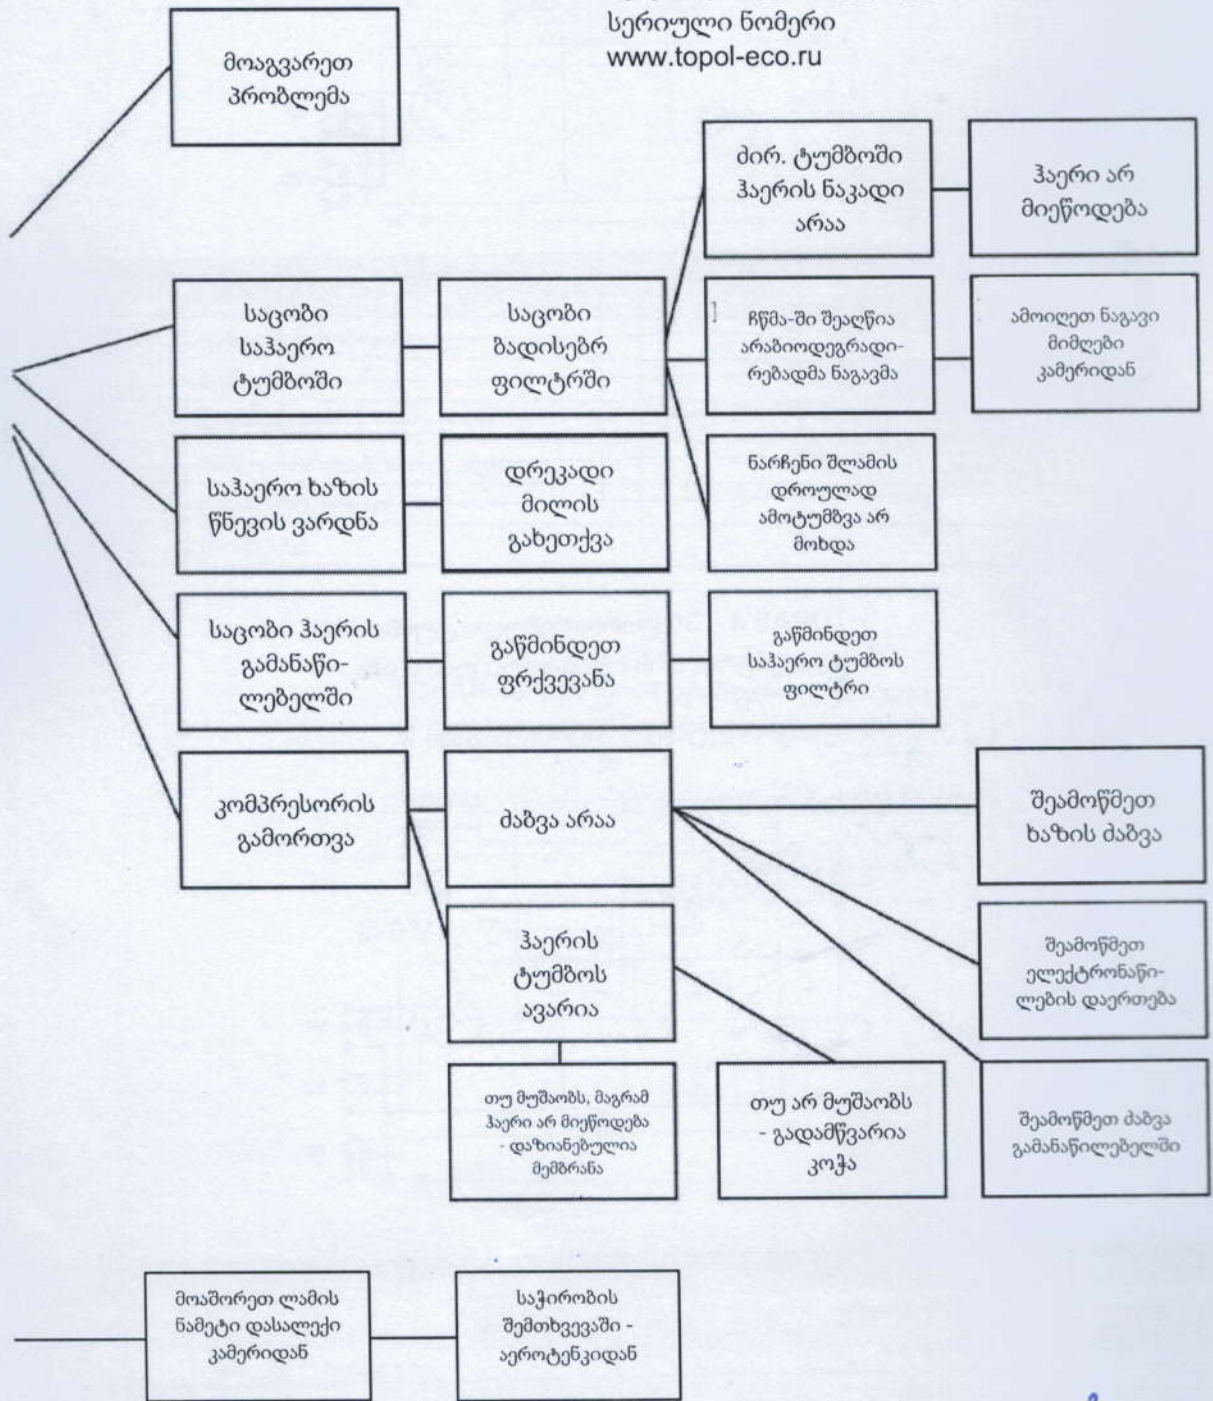 სერიული ნომერი
www.topol-eco.ru
მოაგვარეთ
პრობლემა
ძირ. ტუმბოში
ჰაერის ნაკადი
არაა
ჰაერი არ
მიეწოდება
საცობი
საჰაერო
ტუმბოში
საცობი
ბადისებრ
ფილტრში
ჩწმა-ში შეაღწია
არაბიოდეგრადი-
რებადმა ნაგავმა
ამოიღეთ ნაგავი
მიმღები
კამერიდან
საჰაერო ხაზის
წნევის ვარდნა
დრეკადი
მილის
გახეთქვა
ნარჩენი შლამის
დროულად
ამოტუმბვა არ
მოხდა
საცობი ჰაერის
გამანაწი-
ლებელში
გაწმინდეთ
ფრქვევანა
გაწმინდეთ
საჰაერო ტუმბოს
ფილტრი
კომპრესორის
გამორთვა
ძაბვა არაა
შეამოწმეთ
ხაზის ძაბვა
ჰაერის
ტუმბოს
ავარია
შეამოწმეთ
ელექტრონაწი-
ლების დაერთება
თუ მუშაობს, მაგრამ
ჰაერი არ მიეწოდება
- დაზიანებულია
მემბრანა
თუ არ მუშაობს
- გადამწვარია
კოჭა
შეამოწმეთ ძაბვა
გამანაწილებელში
მოაშორეთ ლამის
ნამეტი დასალექი
კამერიდან
საჭირობის
შემთხვევაში -
აეროტენკიდან